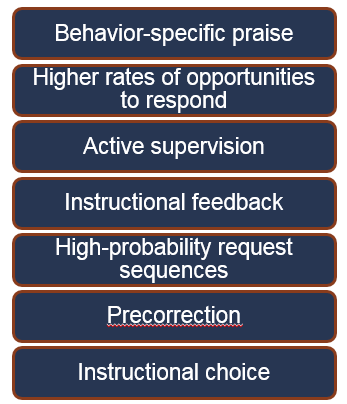 Behavior-specific praise
Higher rates of opportunities
to respond
Active supervision
Instructional feedback
High-probability request
sequences
Precorrection
Instructional choice